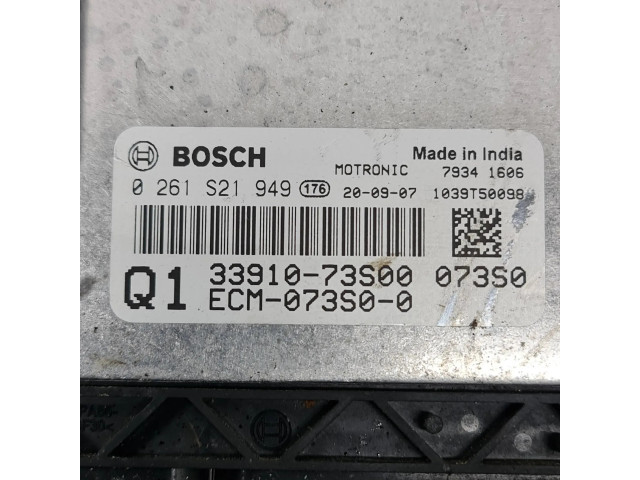 BOSCH Made in India
MOTRONIC 7934 1606
0 261 S21 949 176 20-09-07 1039T50098
Q1 33910-73S00 073S0
ECM-073S0-0